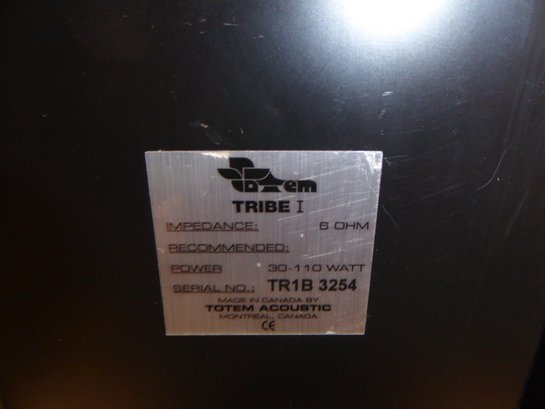 Totem
TRIBE I
IMPEDANCE: 6 OHM
RECOMMENDED:
POWER 30-110 WATT
SERIAL NO.: TR1B 3254
MADE IN CANADA BY
TOTEM ACOUSTIC
MONTREAL, CANADA
CE